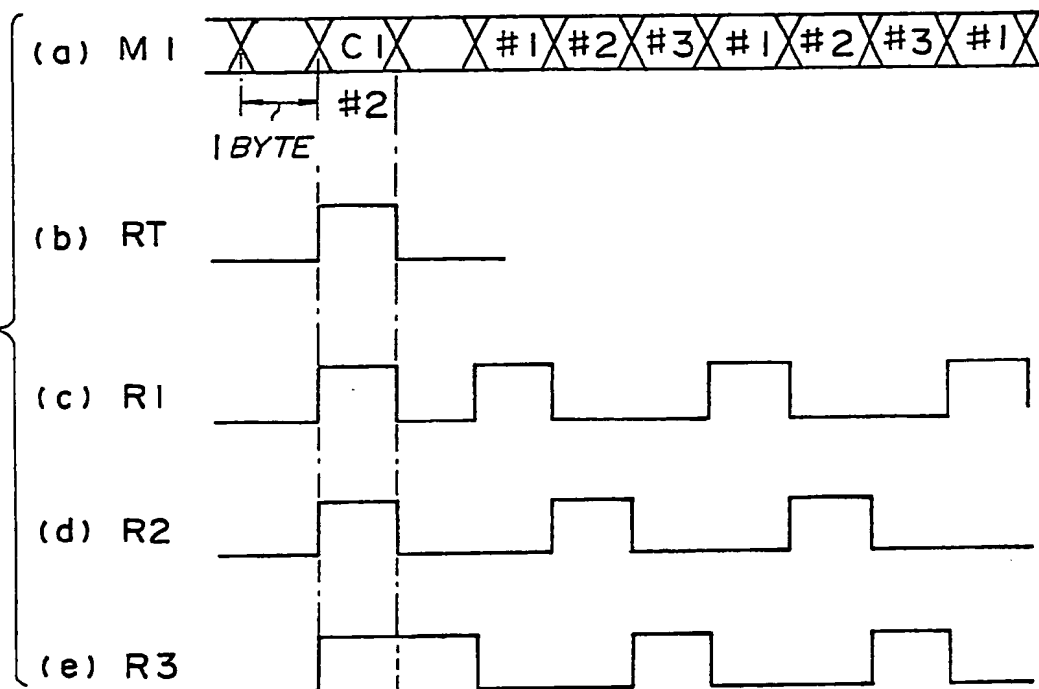 (a) M1 C1 #1 #2 #3 #1 #2 #3 #1
#2
1 BYTE
(b) RT
(c) R1
(d) R2
(e) R3